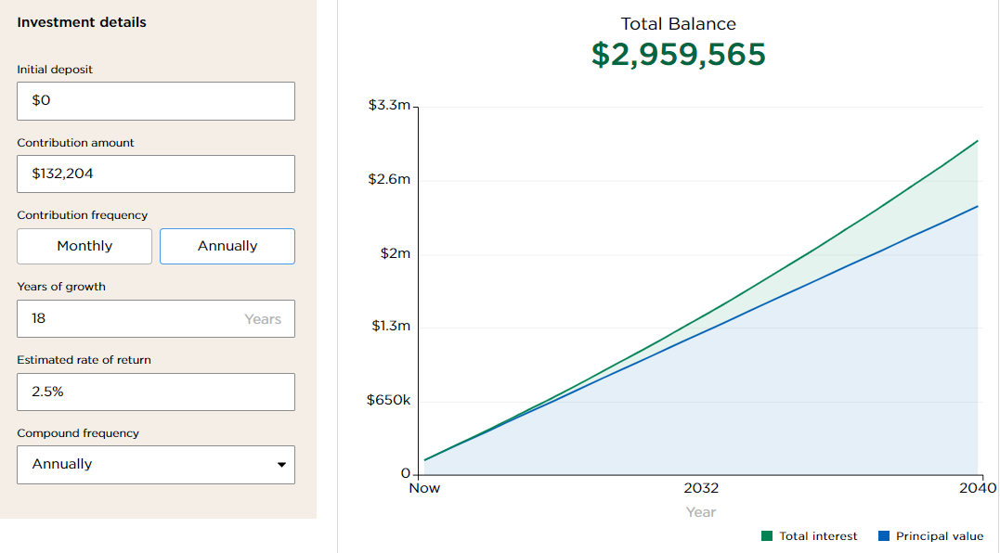 Investment details
Initial deposit
$0
Contribution amount
$132,204
Contribution frequency
Monthly Annually
Years of growth
18 Years
Estimated rate of return
2.5%
Compound frequency
Annually
Total Balance
$2,959,565
$3.3m
$2.6m
$2m
$1.3m
$650k
0
Now 2032 2040
Year
Total interest Principal value